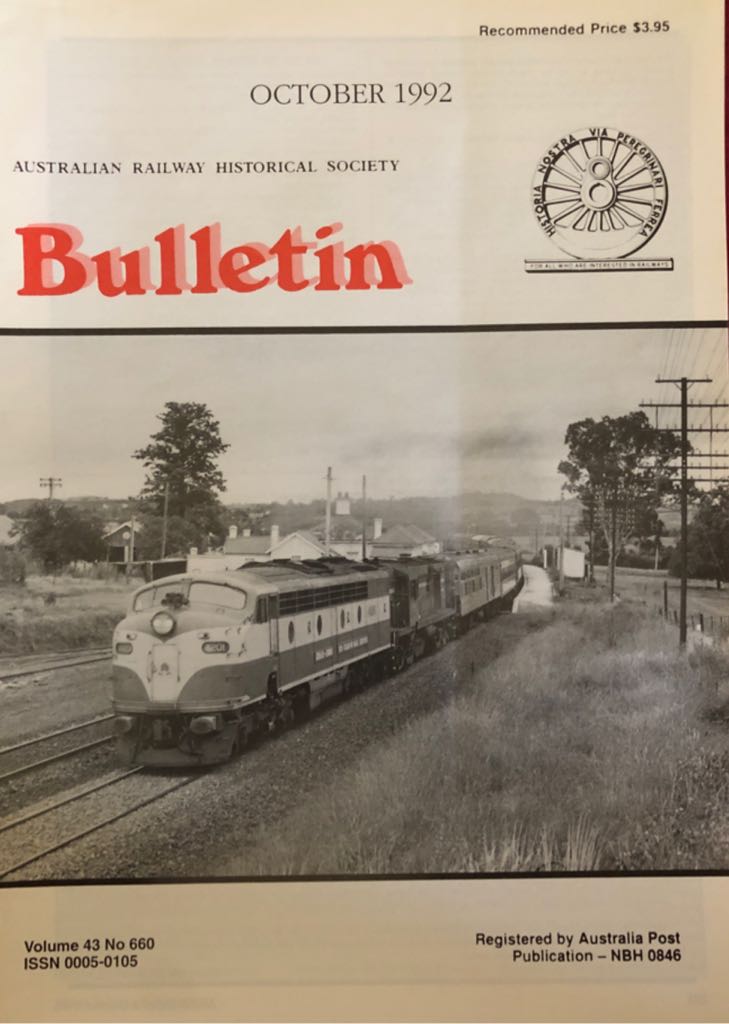 Recommended Price $3.95
OCTOBER 1992
AUSTRALIAN RAILWAY HISTORICAL SOCIETY
HISTORIA NOSTRA VIA PEREGRINARI FERREA
FOR ALL WHO ARE INTERESTED IN RAILWAYS
Bulletin
4201
Volume 43 No 660
ISSN 0005-0105
Registered by Australia Post
Publication – NBH 0846